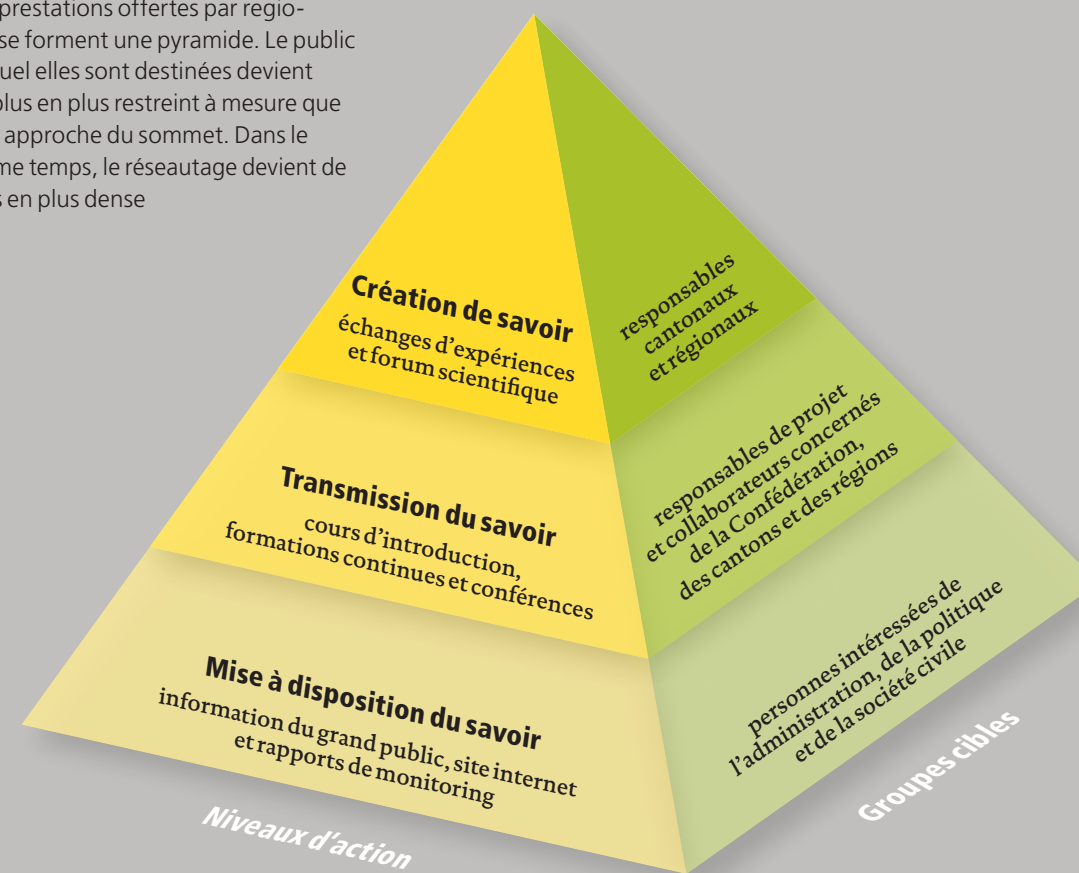 prestations offertes par regio-
se forment une pyramide. Le public
uel elles sont destinées devient
plus en plus restreint à mesure que
approche du sommet. Dans le
me temps, le réseautage devient de
s en plus dense
Création de savoir
échanges d'expériences
et forum scientifique
responsables
cantonaux
et régionaux
Transmission du savoir
cours d'introduction,
formations continues et conférences
responsables de projet
et collaborateurs concernés
de la Confédération,
des cantons et des régions
Mise à disposition du savoir
information du grand public, site internet
et rapports de monitoring
personnes intéressées de
l'administration, de la politique
et de la société civile
Niveaux d'action
Groupes cibles